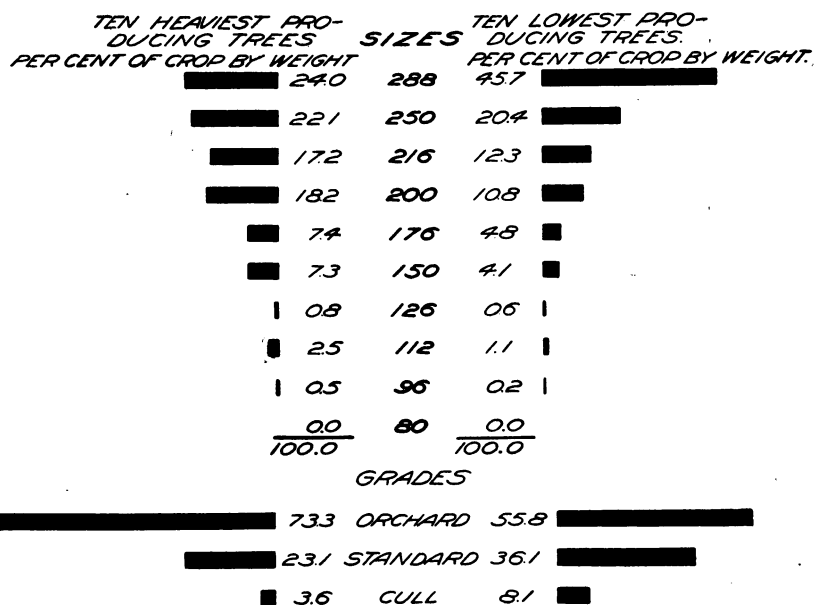 TEN HEAVIEST PRO-
DUCING TREES
PER CENT OF CROP BY WEIGHT
SIZES
TEN LOWEST PRO-
DUCING TREES.
PER CENT OF CROP BY WEIGHT.
24.0 288 45.7
22.1 250 20.4
17.2 216 12.3
18.2 200 10.8
7.4 176 4.8
7.3 150 4.1
0.8 126 0.6
2.5 112 1.1
0.5 96 0.2
0.0 80 0.0
100.0 100.0
GRADES
73.3 ORCHARD 55.8
23.1 STANDARD 36.1
3.6 CULL 8.1